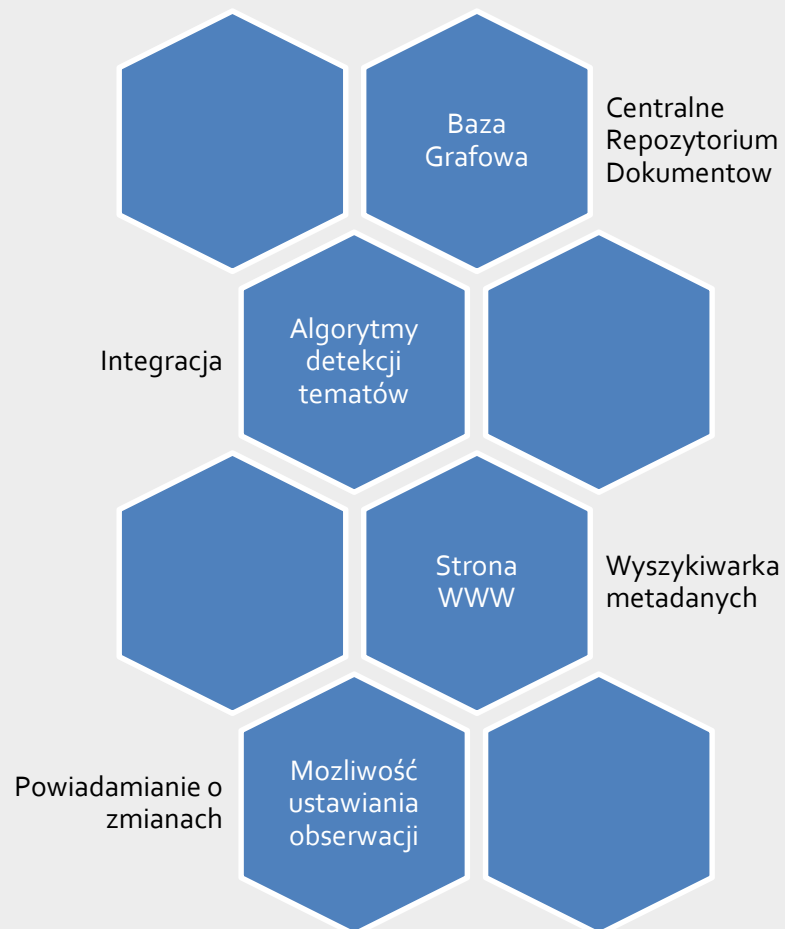 Baza
Grafowa
Centralne
Repozytorium
Dokumentow
Integracja
Algorytmy
detekcji
tematów
Strona
WWW
Wyszykiwarka
metadanych
Powiadamianie o
zmianach
Mozliwość
ustawiania
obserwacji